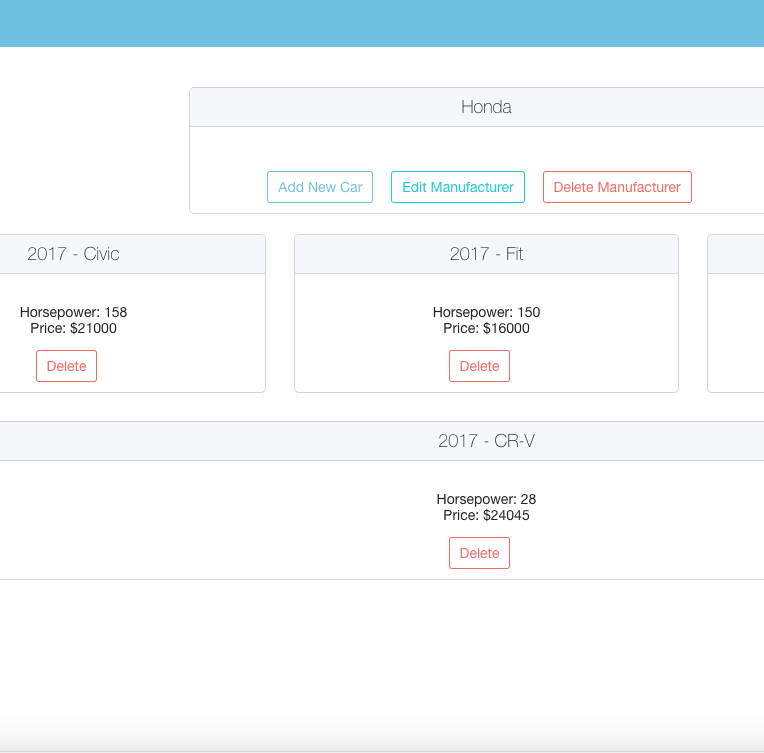 Honda
Add New Car Edit Manufacturer Delete Manufacturer
2017 - Civic
Horsepower: 158
Price: $21000
Delete
2017 - Fit
Horsepower: 150
Price: $16000
Delete
2017 - CR-V
Horsepower: 28
Price: $24045
Delete